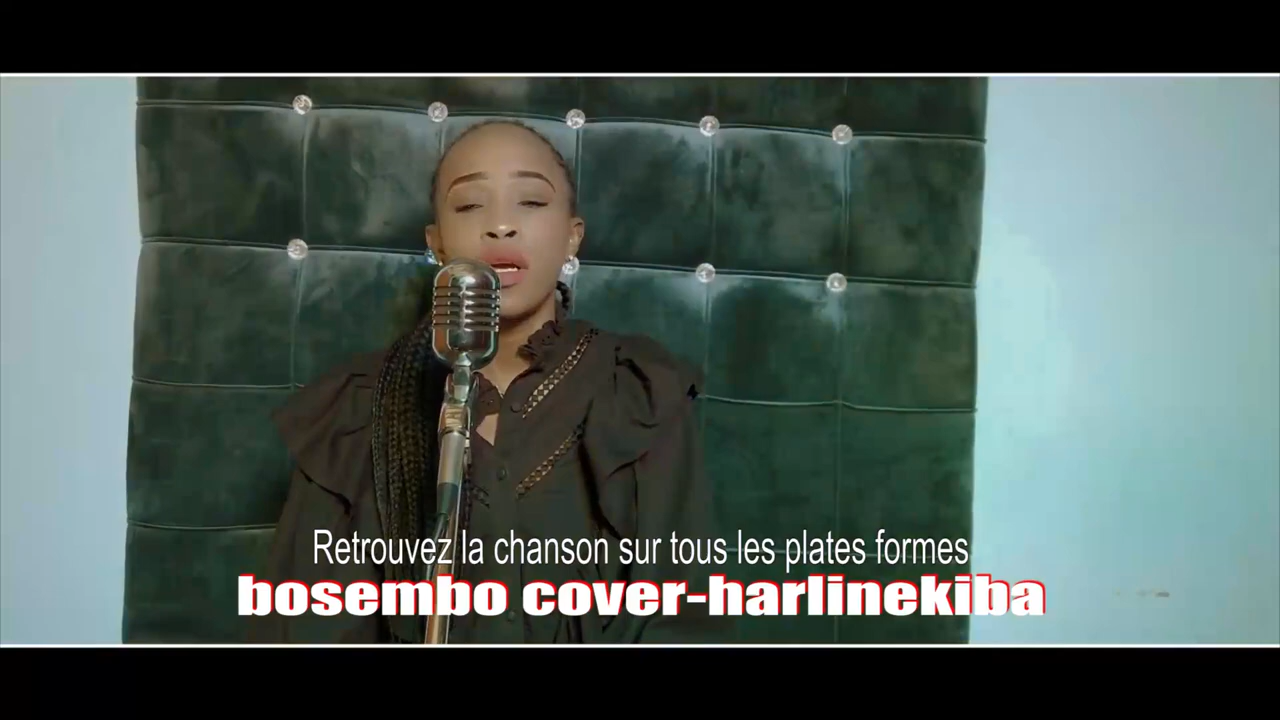 Retrouvez la chanson sur tous les plates formes
bosembo cover-harlinekiba